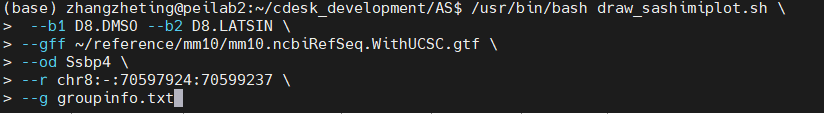 (base) zhangzheting@peilab2:~/cdesk_development/AS$ /usr/bin/bash draw_sashimiplot.sh \
>  --b1 D8.DMSO --b2 D8.LATSIN \
> --gff ~/reference/mm10/mm10.ncbiRefSeq.WithUCSC.gtf \
> --od Ssbp4 \
> --r chr8:-:70597924:70599237 \
> --g groupinfo.txt